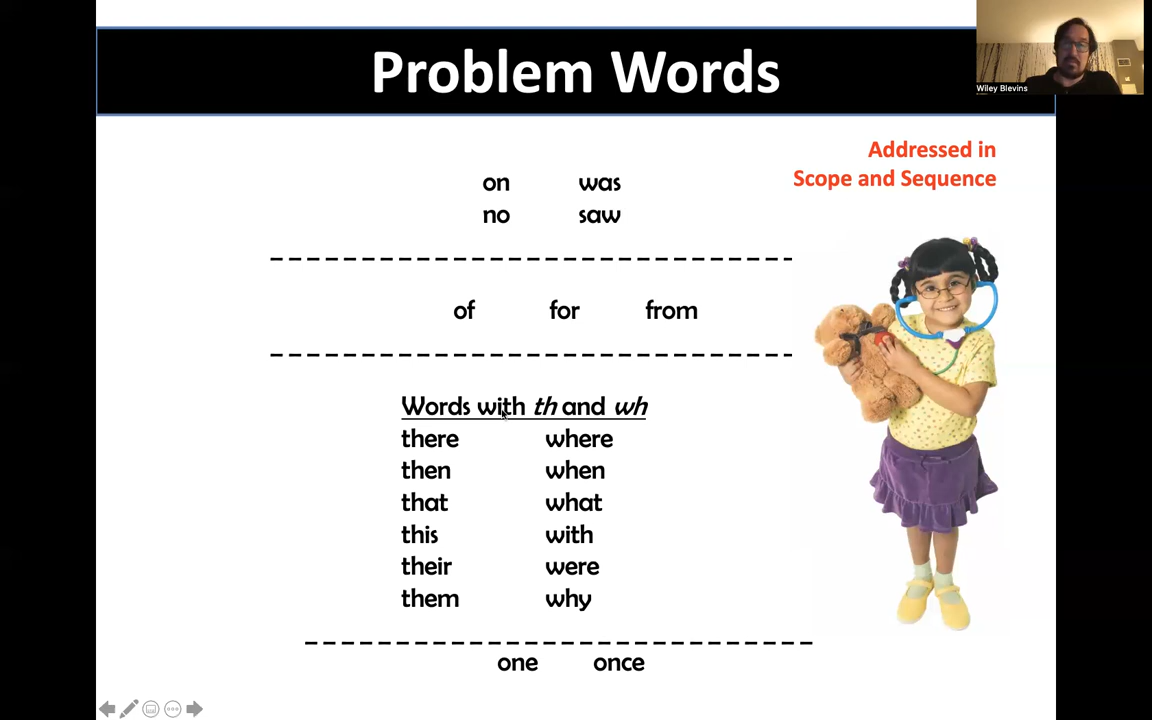 Problem Words
Wiley Blevins
Addressed in
Scope and Sequence
on was
no saw
of for from
Words with th and wh
there where
then when
that what
this with
their were
them why
one once